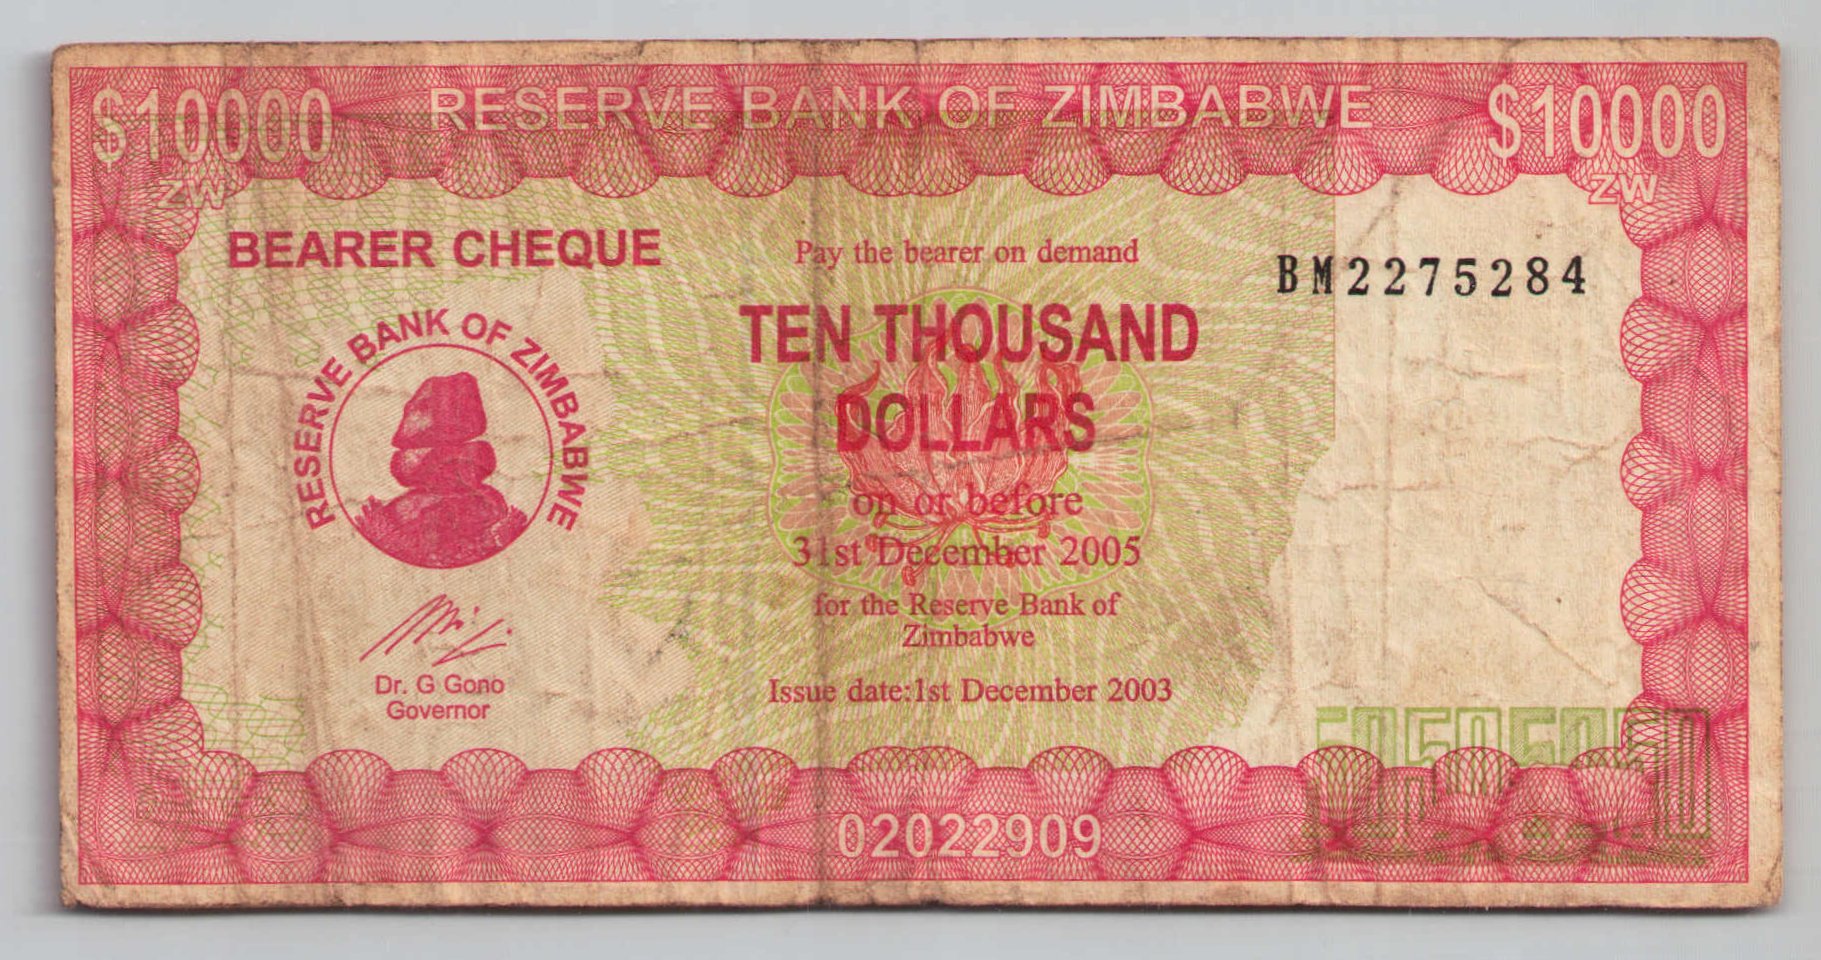 $10000 RESERVE BANK OF ZIMBABWE $10000
ZW ZW
BEARER CHEQUE
RESERVE BANK OF ZIMBABWE
Dr. G Gono
Governor
Pay the bearer on demand
TEN THOUSAND
DOLLARS
on or before
31st December 2005
for the Reserve Bank of
Zimbabwe
Issue date:1st December 2003
BM2275284
02022909